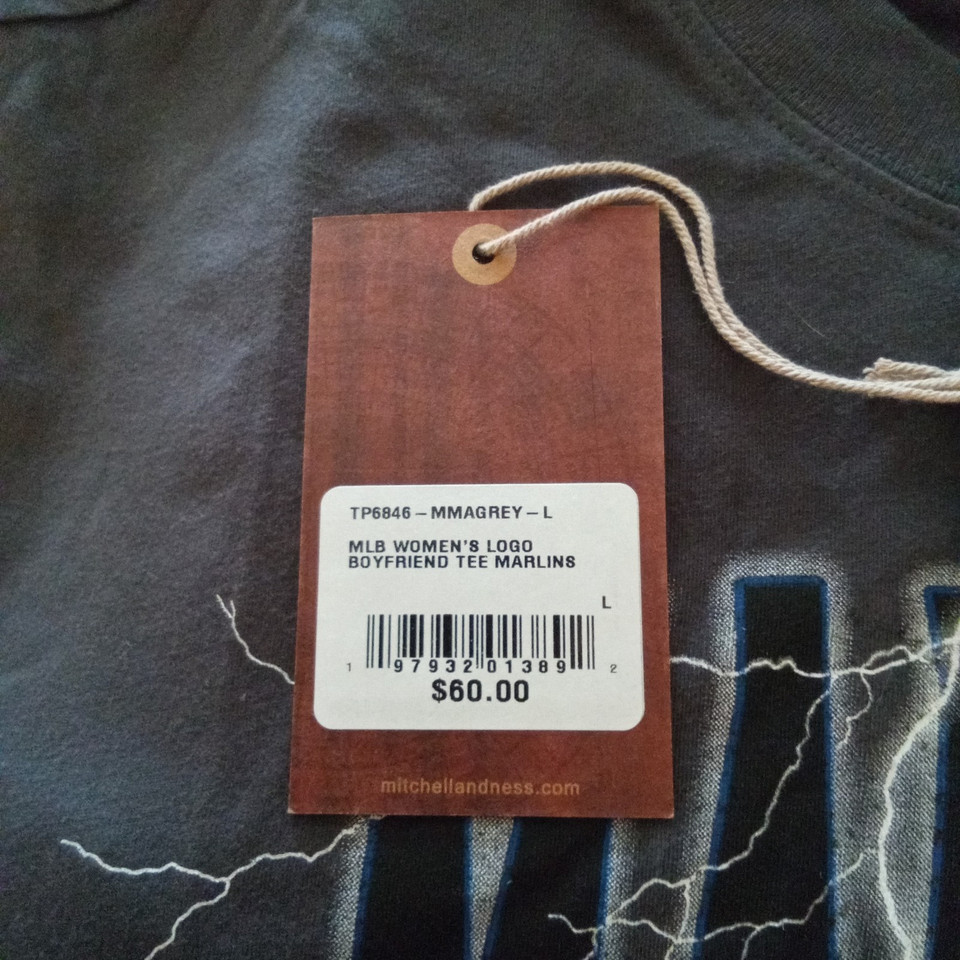 TP6846 – MMAGREY – L
MLB WOMEN'S LOGO
BOYFRIEND TEE MARLINS
L
1 97932 01389 2
$60.00
mitchellandness.com